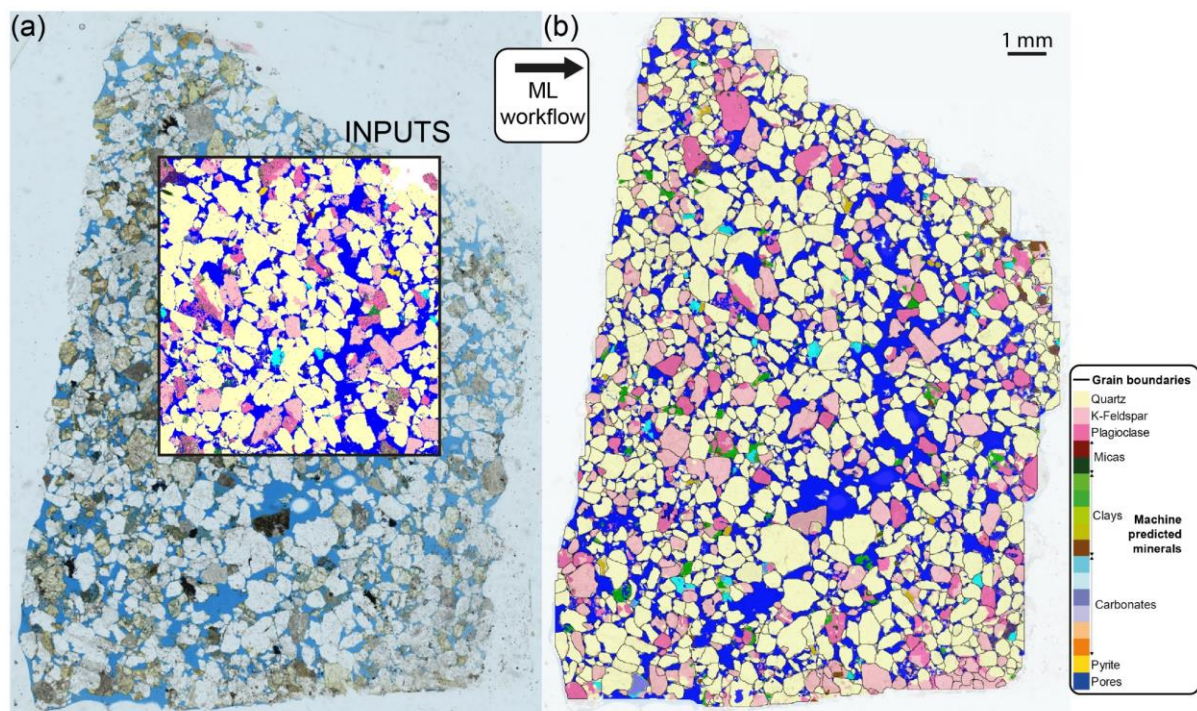 (a)
INPUTS
ML
workflow
(b)
1 mm
Grain boundaries
Quartz
K-Feldspar
Plagioclase
Micas
Clays
Machine
predicted
minerals
Carbonates
Pyrite
Pores